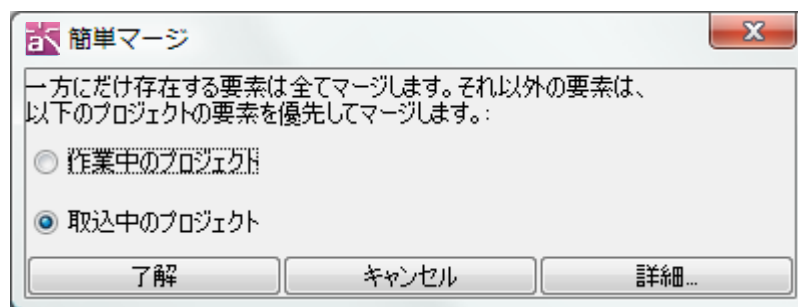 簡単マージ
一方にだけ存在する要素は全てマージします。それ以外の要素は、
以下のプロジェクトの要素を優先してマージします。:
作業中のプロジェクト
取込中のプロジェクト
了解 キャンセル 詳細...